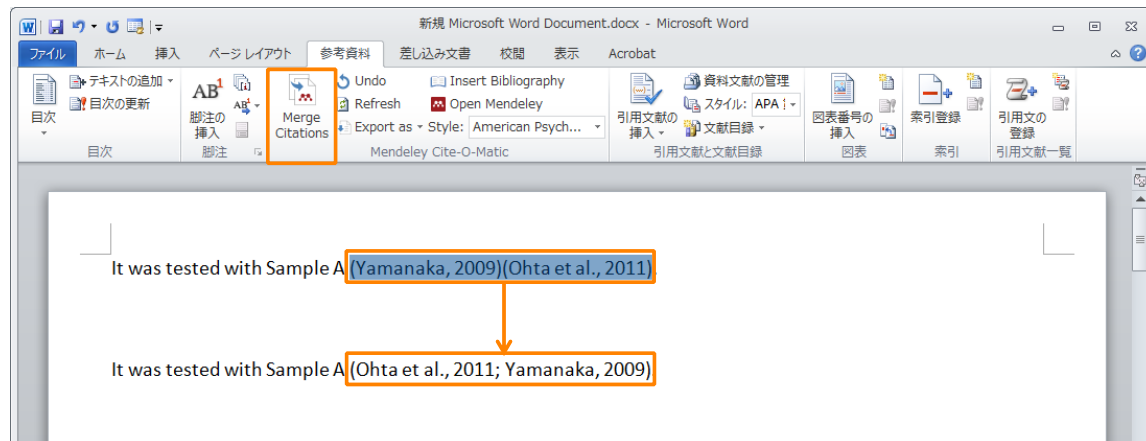 新規 Microsoft Word Document.docx - Microsoft Word
ファイル ホーム 挿入 ページ レイアウト 参考資料 差し込み文書 校閲 表示 Acrobat
目次
テキストの追加
目次の更新
目次
AB1
脚注の
挿入
脚注
Merge
Citations
Undo
Refresh
Export as
Insert Bibliography
Open Mendeley
Style: American Psych...
Mendeley Cite-O-Matic
引用文献の
挿入
資料文献の管理
スタイル: APA
文献目録
引用文献と文献目録
図表番号の
挿入
図表
索引登録
索引
引用文の
登録
引用文献一覧
It was tested with Sample A (Yamanaka, 2009)(Ohta et al., 2011).
It was tested with Sample A (Ohta et al., 2011; Yamanaka, 2009).